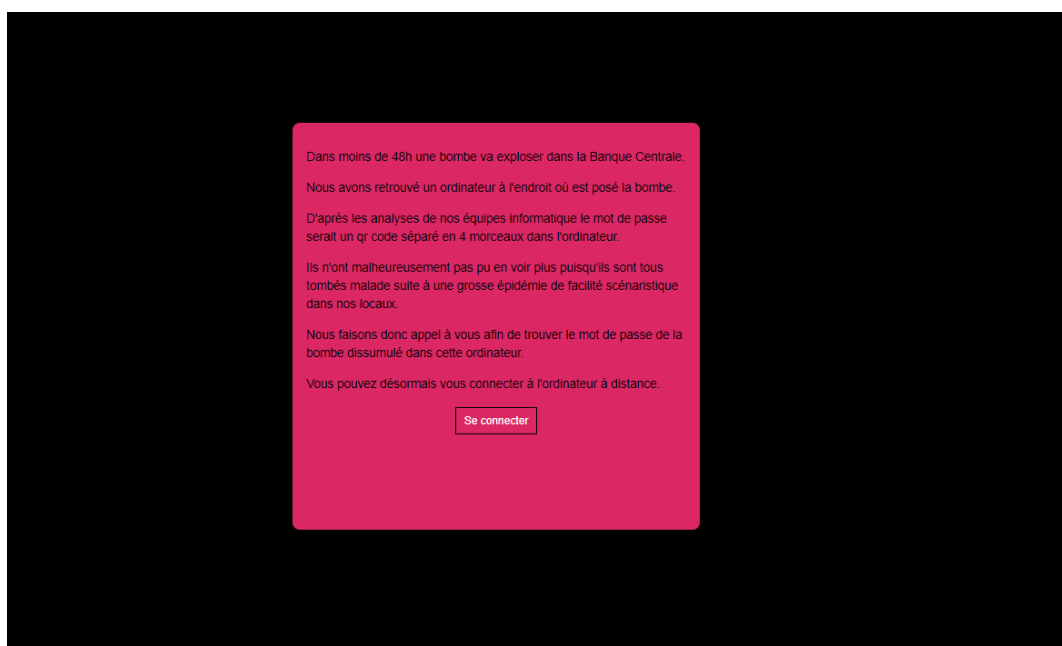 Dans moins de 48h une bombe va exploser dans la Banque Centrale.
Nous avons retrouvé un ordinateur à l'endroit où est posé la bombe.
D'après les analyses de nos équipes informatique le mot de passe
serait un qr code séparé en 4 morceaux dans l'ordinateur.
Ils n'ont malheureusement pas pu en voir plus puisqu'ils sont tous
tombés malade suite à une grosse épidémie de facilité scénaristique
dans nos locaux.
Nous faisons donc appel à vous afin de trouver le mot de passe de la
bombe dissumulé dans cette ordinateur.
Vous pouvez désormais vous connecter à l'ordinateur à distance.
Se connecter